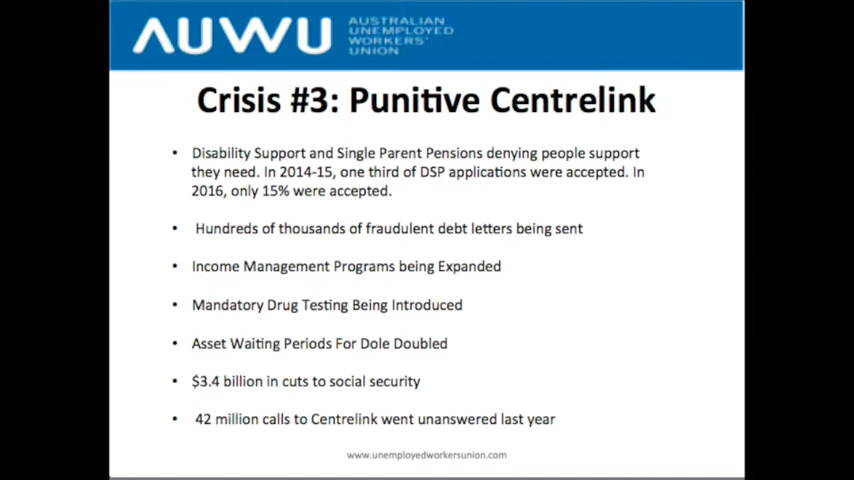 AUWU
AUSTRALIAN
UNEMPLOYED
WORKERS'
UNION
Crisis #3: Punitive Centrelink
• Disability Support and Single Parent Pensions denying people support
they need. In 2014-15, one third of DSP applications were accepted. In
2016, only 15% were accepted.
• Hundreds of thousands of fraudulent debt letters being sent
• Income Management Programs being Expanded
• Mandatory Drug Testing Being Introduced
• Asset Waiting Periods For Dole Doubled
• $3.4 billion in cuts to social security
• 42 million calls to Centrelink went unanswered last year
www.unemployedworkersunion.com